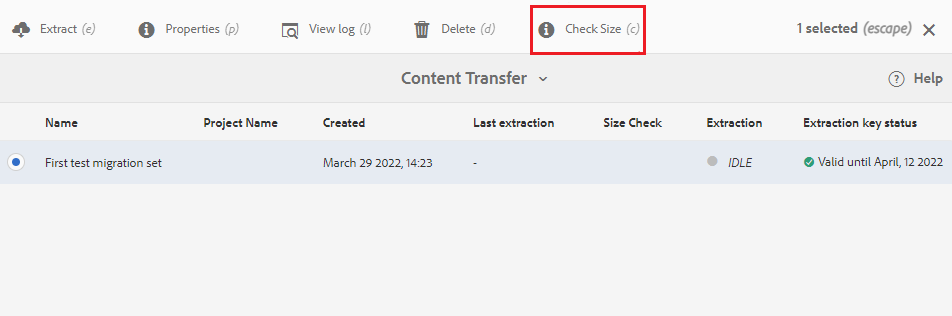 Extract (e) Properties (p) View log (l) Delete (d) Check Size (c) 1 selected (escape)
Content Transfer Help
Name Project Name Created Last extraction Size Check Extraction Extraction key status
First test migration set March 29 2022, 14:23 - IDLE Valid until April, 12 2022